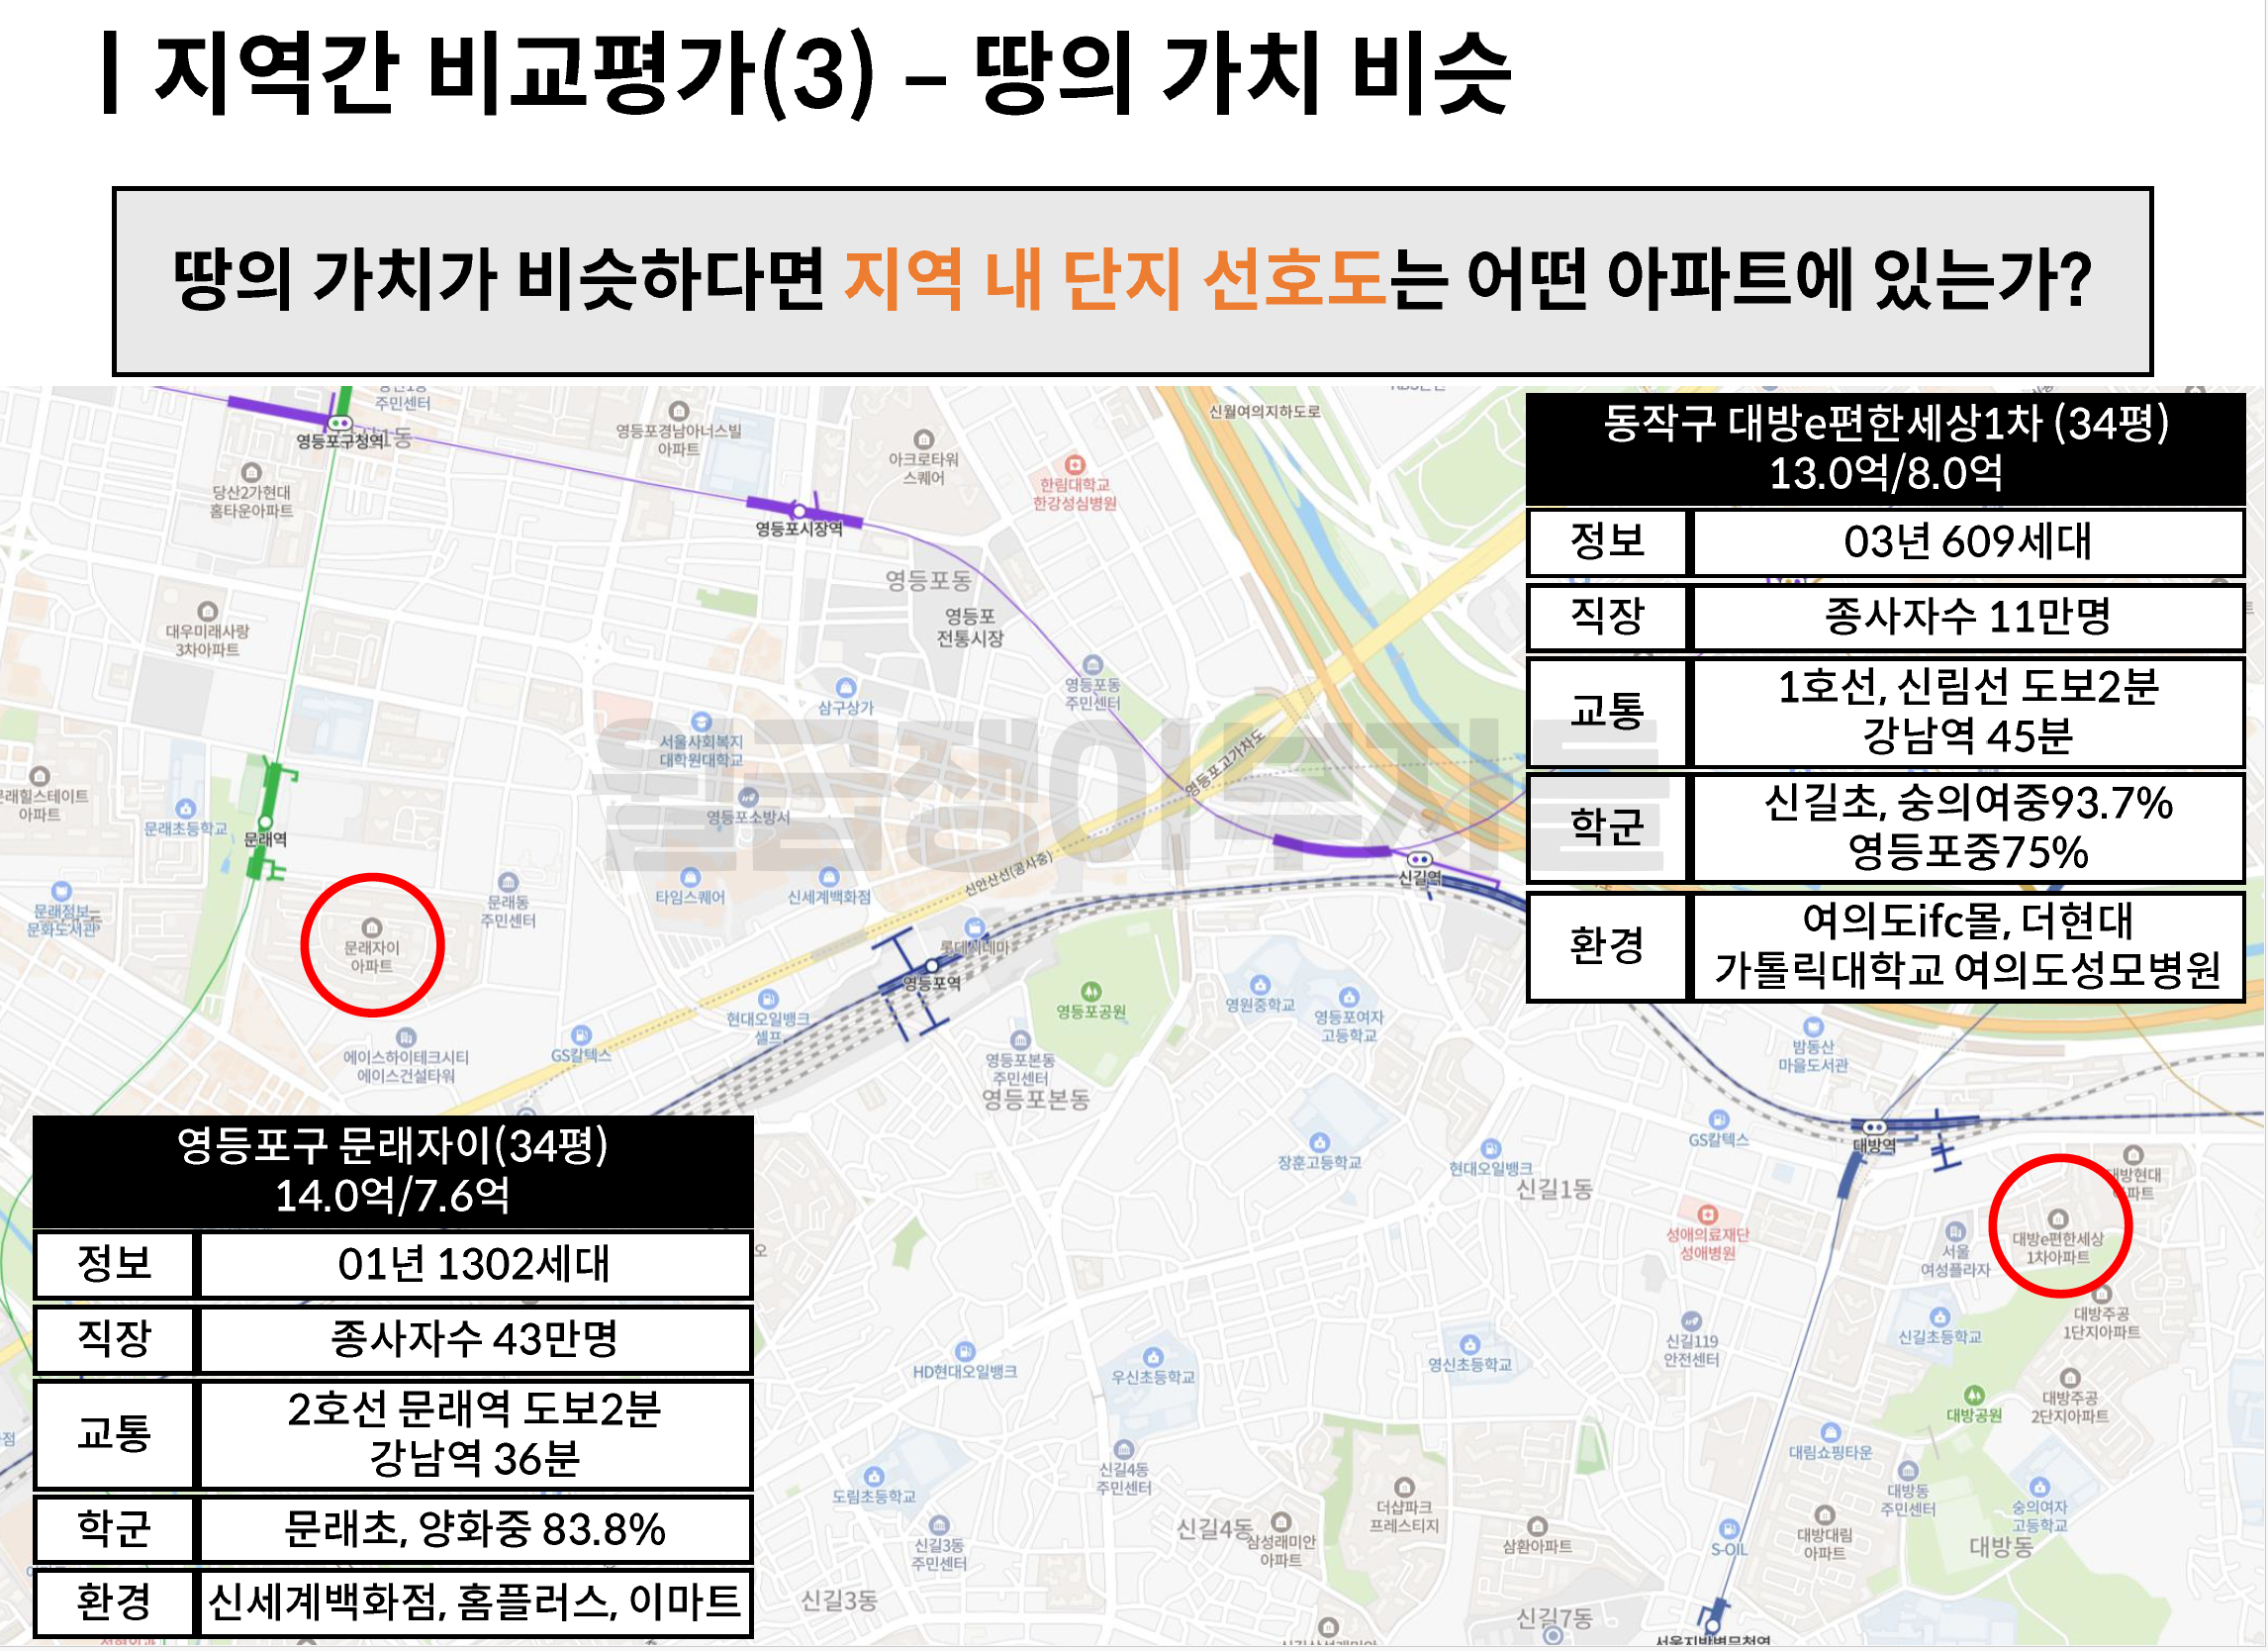 | 지역간 비교평가(3) – 땅의 가치 비슷
땅의 가치가 비슷하다면 지역 내 단지 선호도는 어떤 아파트에 있는가?
동작구 대방e편한세상1차 (34평)
13.0억/8.0억
정보
03년 609세대
직장
종사자수 11만명
교통
1호선, 신림선 도보2분
강남역 45분
학군
신길초, 숭의여중93.7%
영등포중75%
환경
여의도ifc몰, 더현대
가톨릭대학교 여의도성모병원
영등포구 문래자이(34평)
14.0억/7.6억
정보
01년 1302세대
직장
종사자수 43만명
교통
2호선 문래역 도보2분
강남역 36분
학군
문래초, 양화중 83.8%
환경
신세계백화점, 홈플러스, 이마트
주민센터
영등포구청역
당산2가현대
홈타운아파트
영등포경남아너스빌
아파트
아크로타워
스퀘어
한림대학교
한강성심병원
신월여의지하도로
영등포시장역
영등포동
영등포
전통시장
대우미래사랑
3차아파트
영등포동
주민센터
삼구상가
서울사회복지
대학원대학교
영등포소방서
영등포고가차도
문래힐스테이트
아파트
문래초등학교
문래역
문래정보
문화도서관
문래자이
아파트
문래동
주민센터
타임스퀘어
신세계백화점
신안산선(공사중)
신길역
롯데시네마
영등포역
영등포공원
영원중학교
영등포여자
고등학교
현대오일뱅크
셀프
GS칼텍스
에이스하이테크시티
에이스건설타워
영등포본동
주민센터
영등포본동
밤동산
마을도서관
GS칼텍스
대방역
장훈고등학교
현대오일뱅크
신길1동
대방현대
아파트
성애의료재단
성애병원
서울
여성플라자
대방e편한세상
1차아파트
신길초등학교
대방주공
1단지아파트
신길119
안전센터
HD현대오일뱅크
우신초등학교
영신초등학교
대방공원
대방주공
2단지아파트
대림쇼핑타운
신길4동
주민센터
도림초등학교
더샵파크
프레스티지
대방동
주민센터
숭의여자
고등학교
신길3동
주민센터
신길4동
삼성래미안
아파트
삼환아파트
S-OIL
대방대림
아파트
대방동
신길3동
신길7동
서울지방병무청역
월급쟁이부자들